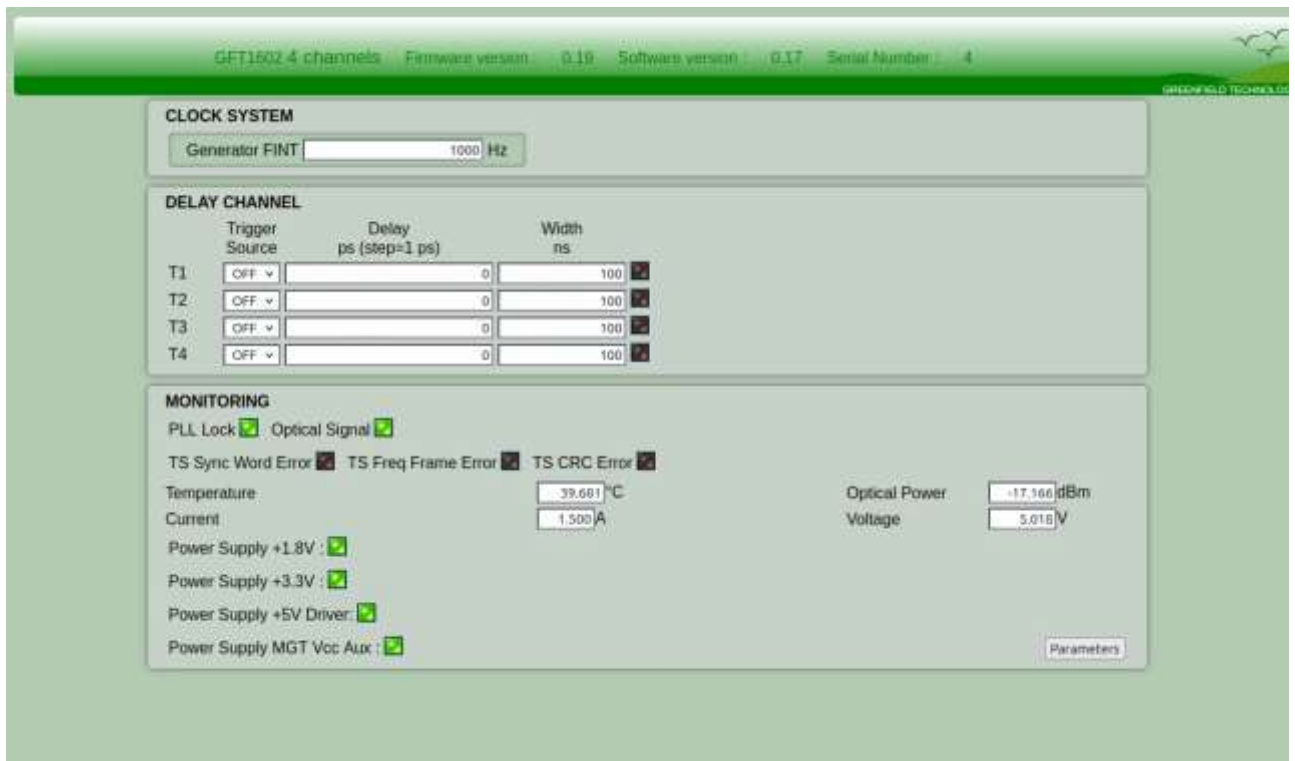 GFT1602 4 channels Firmware version : 0.19 Software version : 0.17 Serial Number : 4
GREENFIELD TECHNOLOG
CLOCK SYSTEM
Generator FINT 1000 Hz
DELAY CHANNEL
Trigger Source Delay ps (step=1 ps) Width ns
T1 OFF 0 100
T2 OFF 0 100
T3 OFF 0 100
T4 OFF 0 100
MONITORING
PLL Lock Optical Signal
TS Sync Word Error TS Freq Frame Error TS CRC Error
Temperature 39.681 °C Optical Power -17.166 dBm
Current 1.500 A Voltage 5.018 V
Power Supply +1.8V :
Power Supply +3.3V :
Power Supply +5V Driver:
Power Supply MGT Vcc Aux :
Parameters